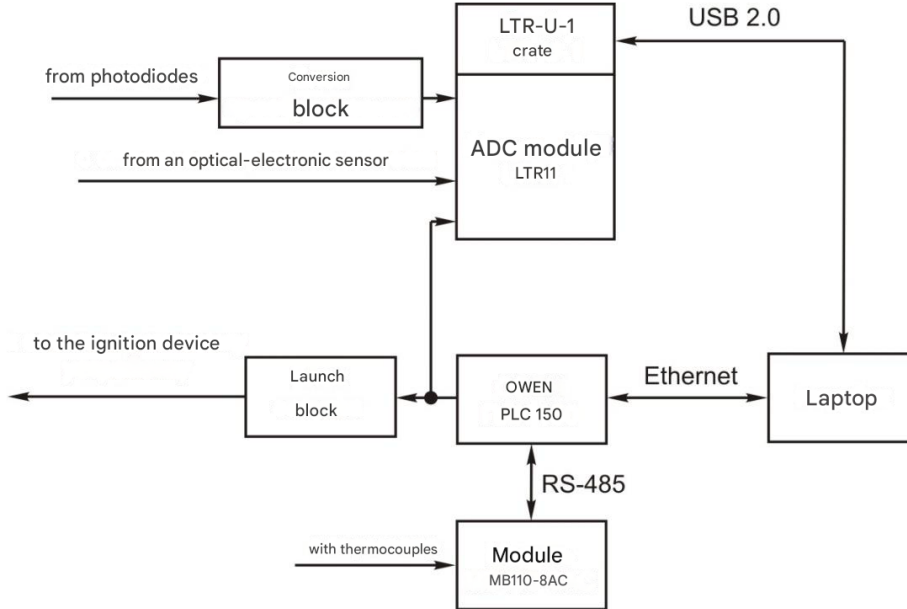 LTR-U-1
crate
USB 2.0
from photodiodes
Conversion
block
from an optical-electronic sensor
ADC module
LTR11
to the ignition device
Launch
block
OWEN
PLC 150
Ethernet
Laptop
RS-485
with thermocouples
Module
MB110-8AC